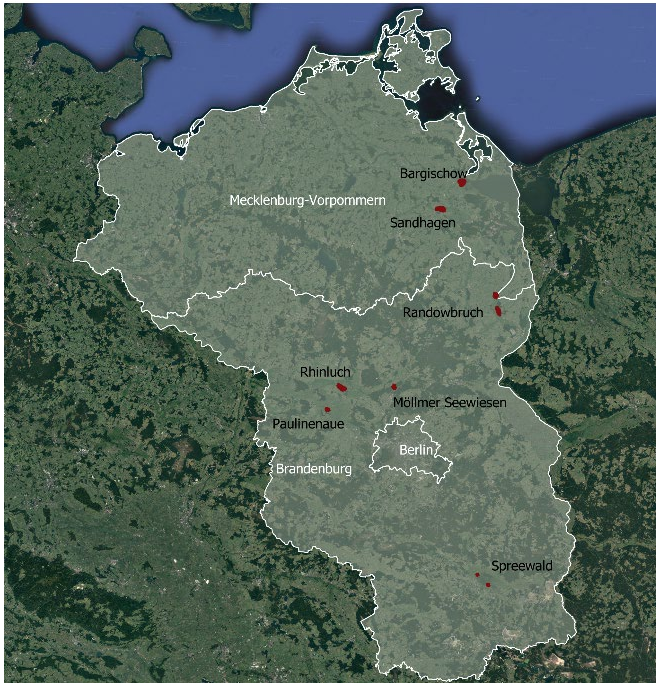 Bargischow
Mecklenburg-Vorpommern
Sandhagen
Randowbruch
Rhinluch
Möllmer Seewiesen
Paulinenaue
Berlin
Brandenburg
Spreewald